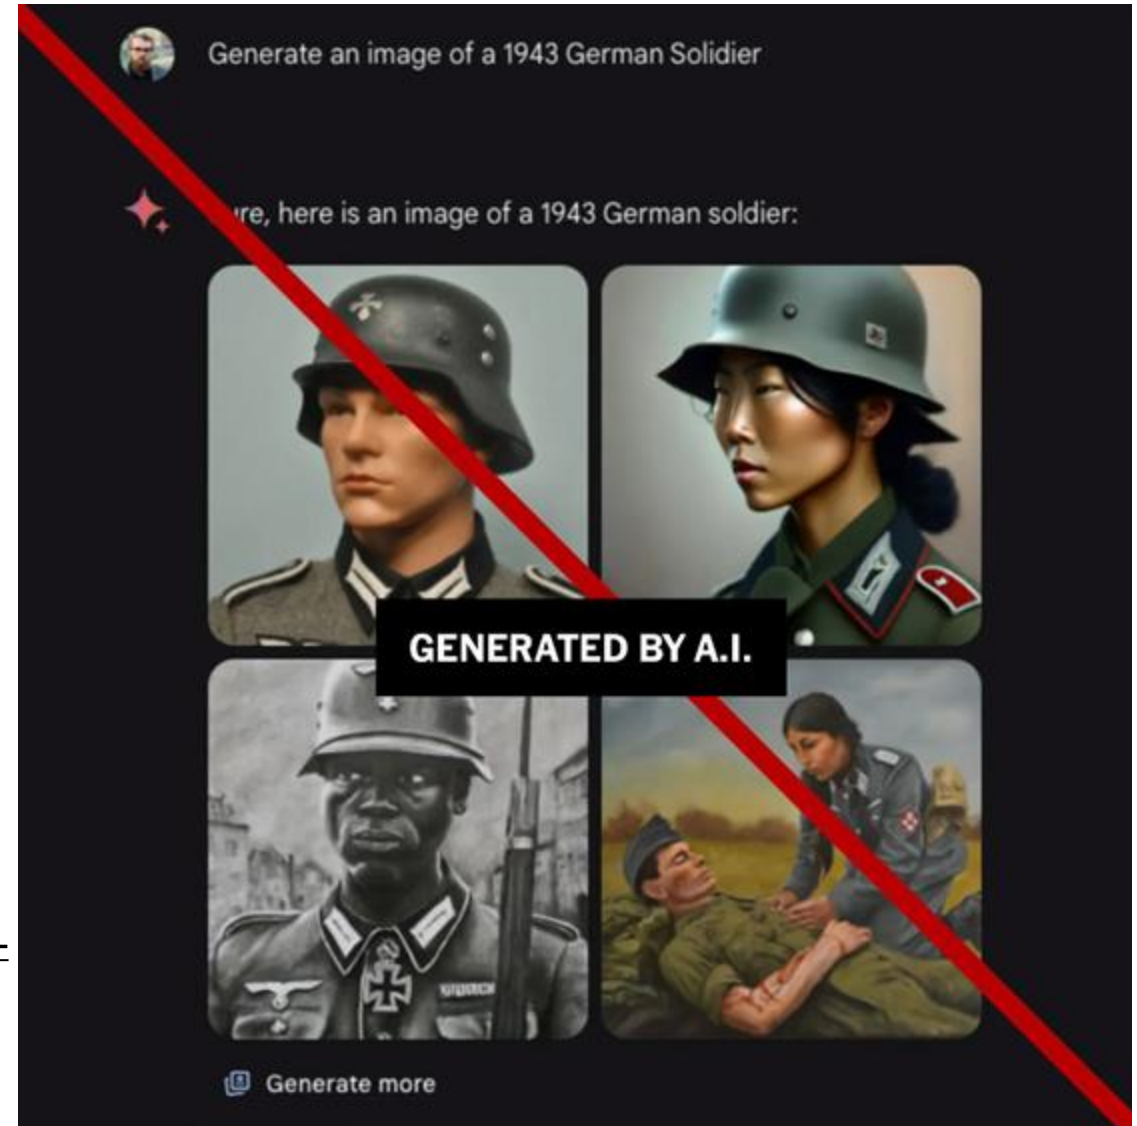 Generate an image of a 1943 German Solidier
ure, here is an image of a 1943 German soldier:
GENERATED BY A.I.
Generate more